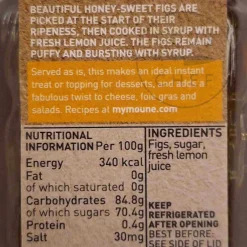 BEAUTIFUL HONEY-SWEET FIGS ARE
PICKED AT THE START OF THEIR
RIPENESS, THEN COOKED IN SYRUP WITH
FRESH LEMON JUICE. THE FIGS REMAIN
PUFFY AND BURSTING WITH SYRUP.
Served as is, this makes an ideal instant
treat or topping for desserts, and adds a
fabulous twist to cheese, foie gras and
salads. Recipes at mymoune.com
NUTRITIONAL
INFORMATION Per 100g
Energy 340 kcal
Fat 0g
of which saturated 0g
Carbohydrates 84.8g
of which sugars 70.4g
Protein 0.4g
Salt 30mg
INGREDIENTS
Figs, sugar,
fresh lemon
juice
KEEP
REFRIGERATED
AFTER OPENING
BEST BEFORE:
SEE SIDE OF LID